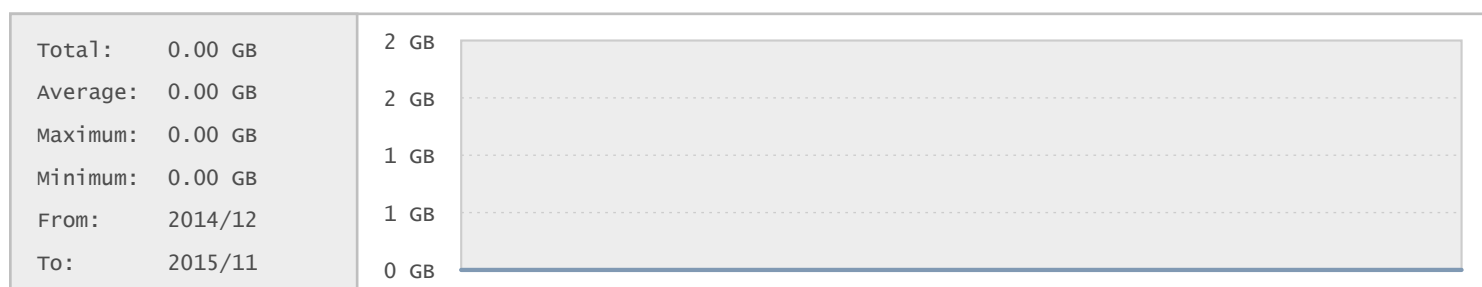 Total: 0.00 GB
Average: 0.00 GB
Maximum: 0.00 GB
Minimum: 0.00 GB
From: 2014/12
To: 2015/11
2 GB
2 GB
1 GB
1 GB
0 GB